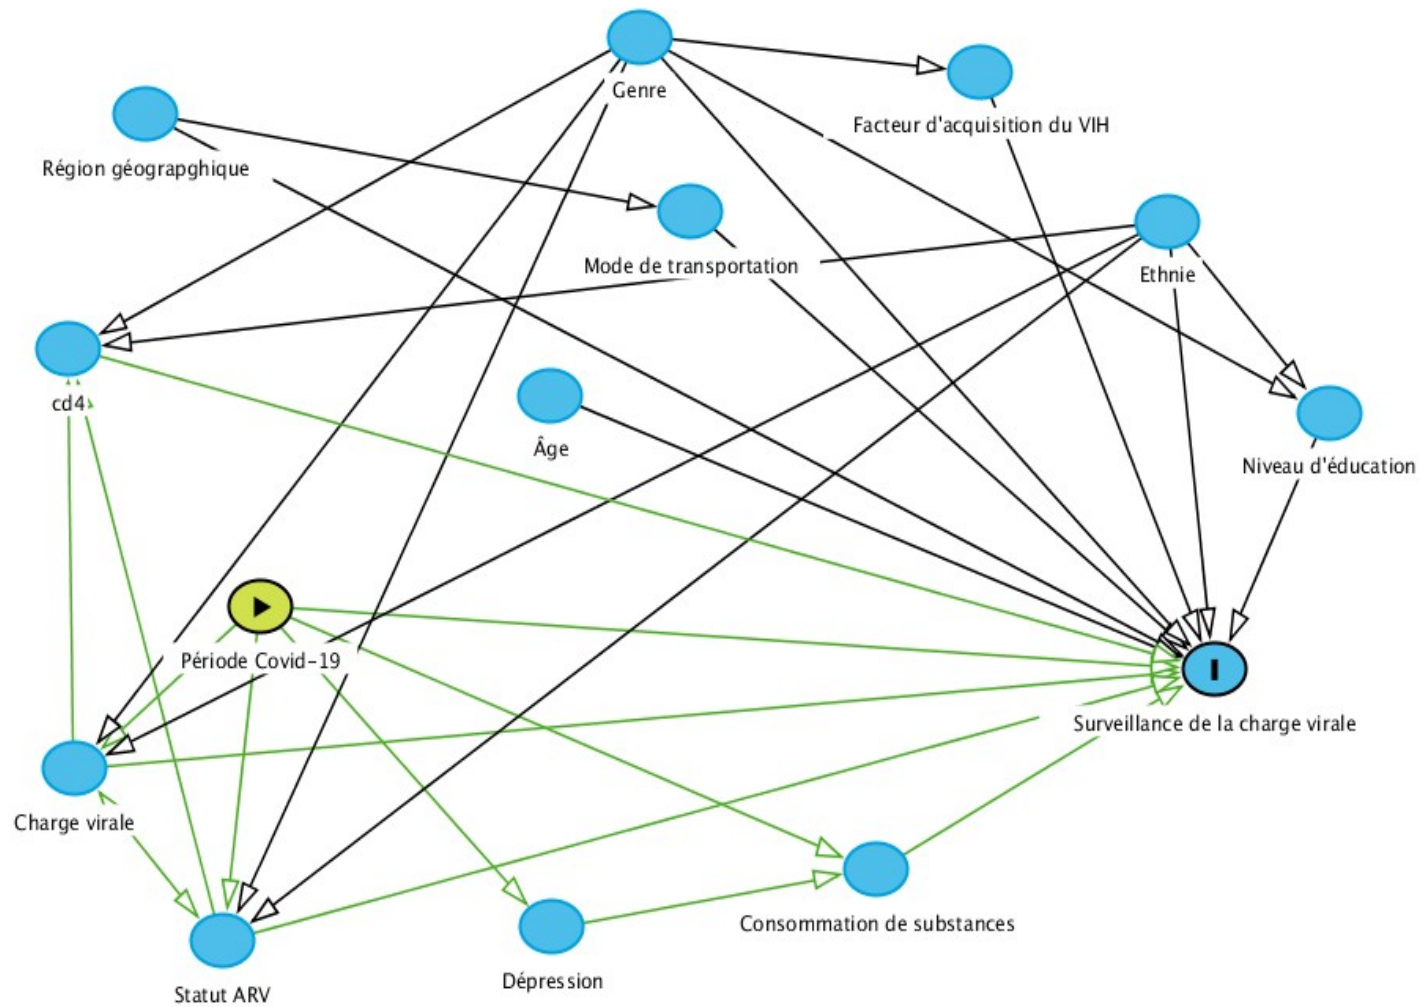 Genre
Facteur d'acquisition du VIH
Région géograpghique
Mode de transportation
Ethnie
cd4
Âge
Niveau d'éducation
Période Covid-19
Surveillance de la charge virale
Charge virale
Consommation de substances
Dépression
Statut ARV